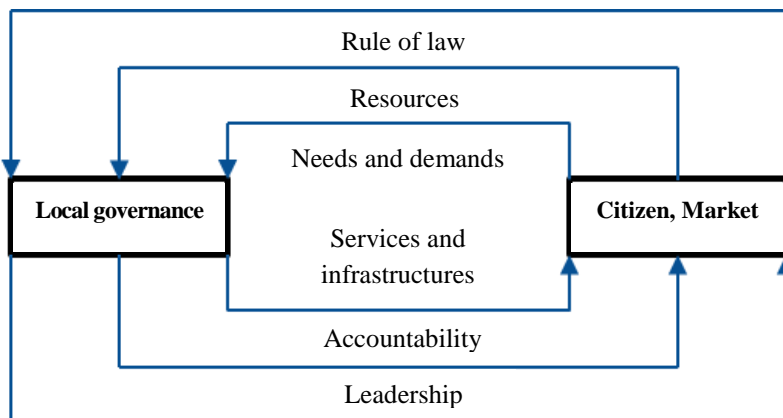 Rule of law
Resources
Needs and demands
Local governance
Citizen, Market
Services and
infrastructures
Accountability
Leadership